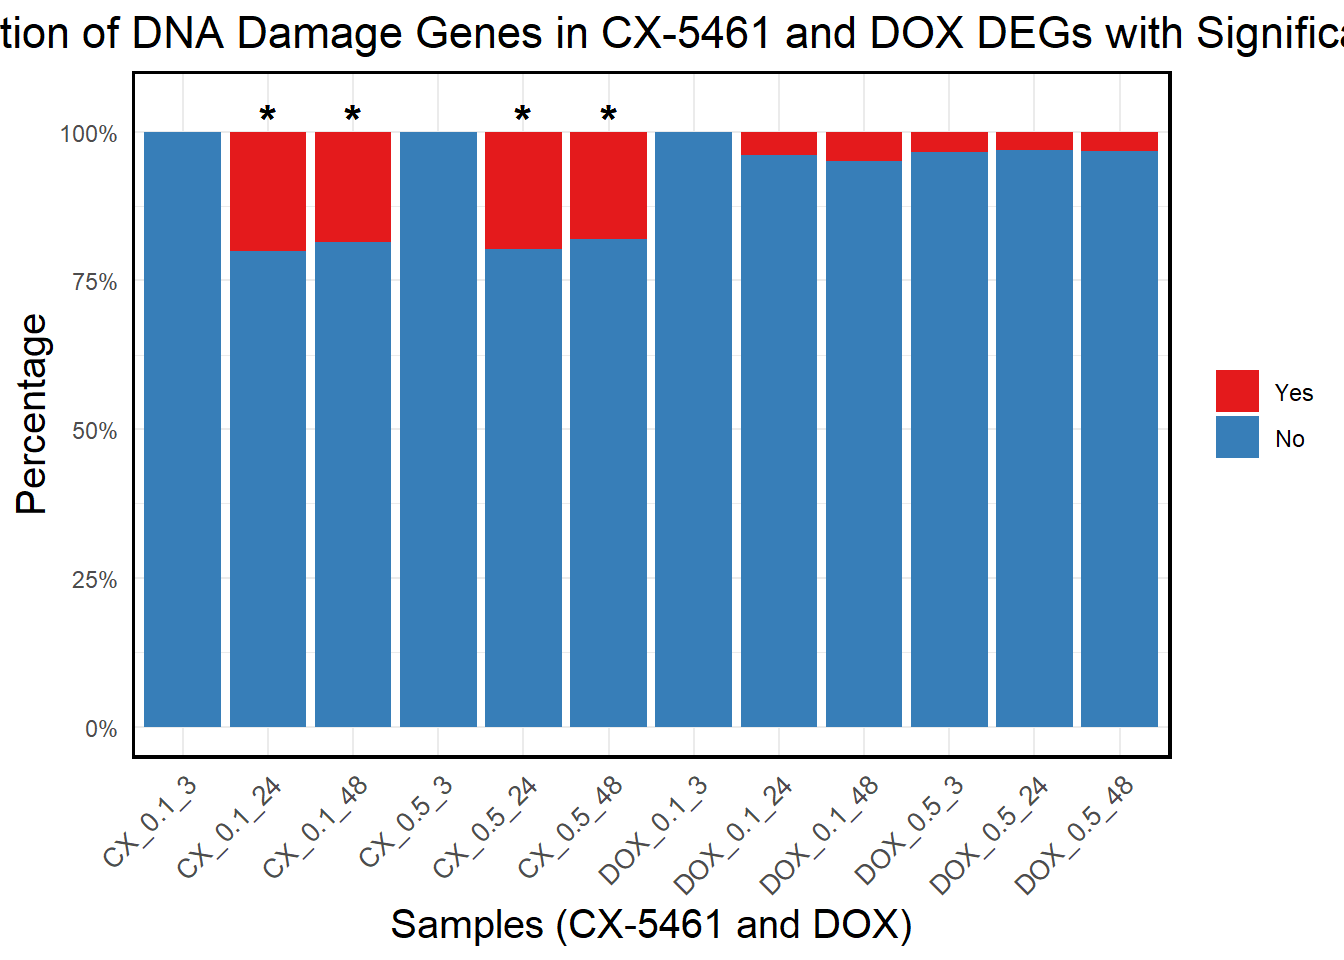 tion of DNA Damage Genes in CX-5461 and DOX DEGs with Signific
* * * *
100%
75%
50%
25%
0%
Percentage
Yes
No
CX_0.1_3
CX_0.1_24
CX_0.1_48
CX_0.5_3
CX_0.5_24
CX_0.5_48
DOX_0.1_3
DOX_0.1_24
DOX_0.1_48
DOX_0.5_3
DOX_0.5_24
DOX_0.5_48
Samples (CX-5461 and DOX)